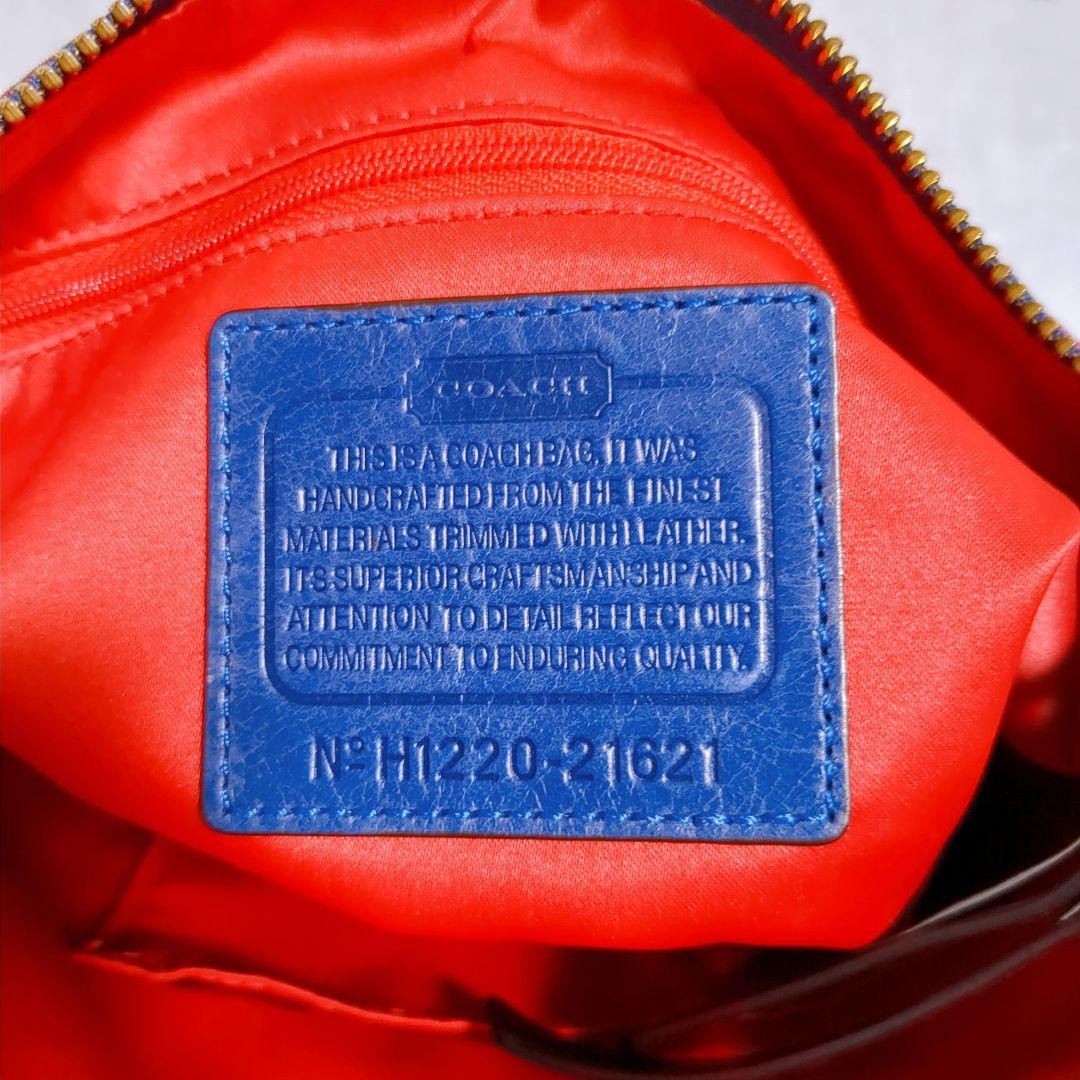 COACH
THIS IS A COACH BAG. IT WAS
HANDCRAFTED FROM THE FINEST
MATERIALS TRIMMED WITH LEATHER.
ITS SUPERIOR CRAFTSMANSHIP AND
ATTENTION TO DETAIL REFLECT OUR
COMMITMENT TO ENDURING QUALITY.
Nº H1220-21621